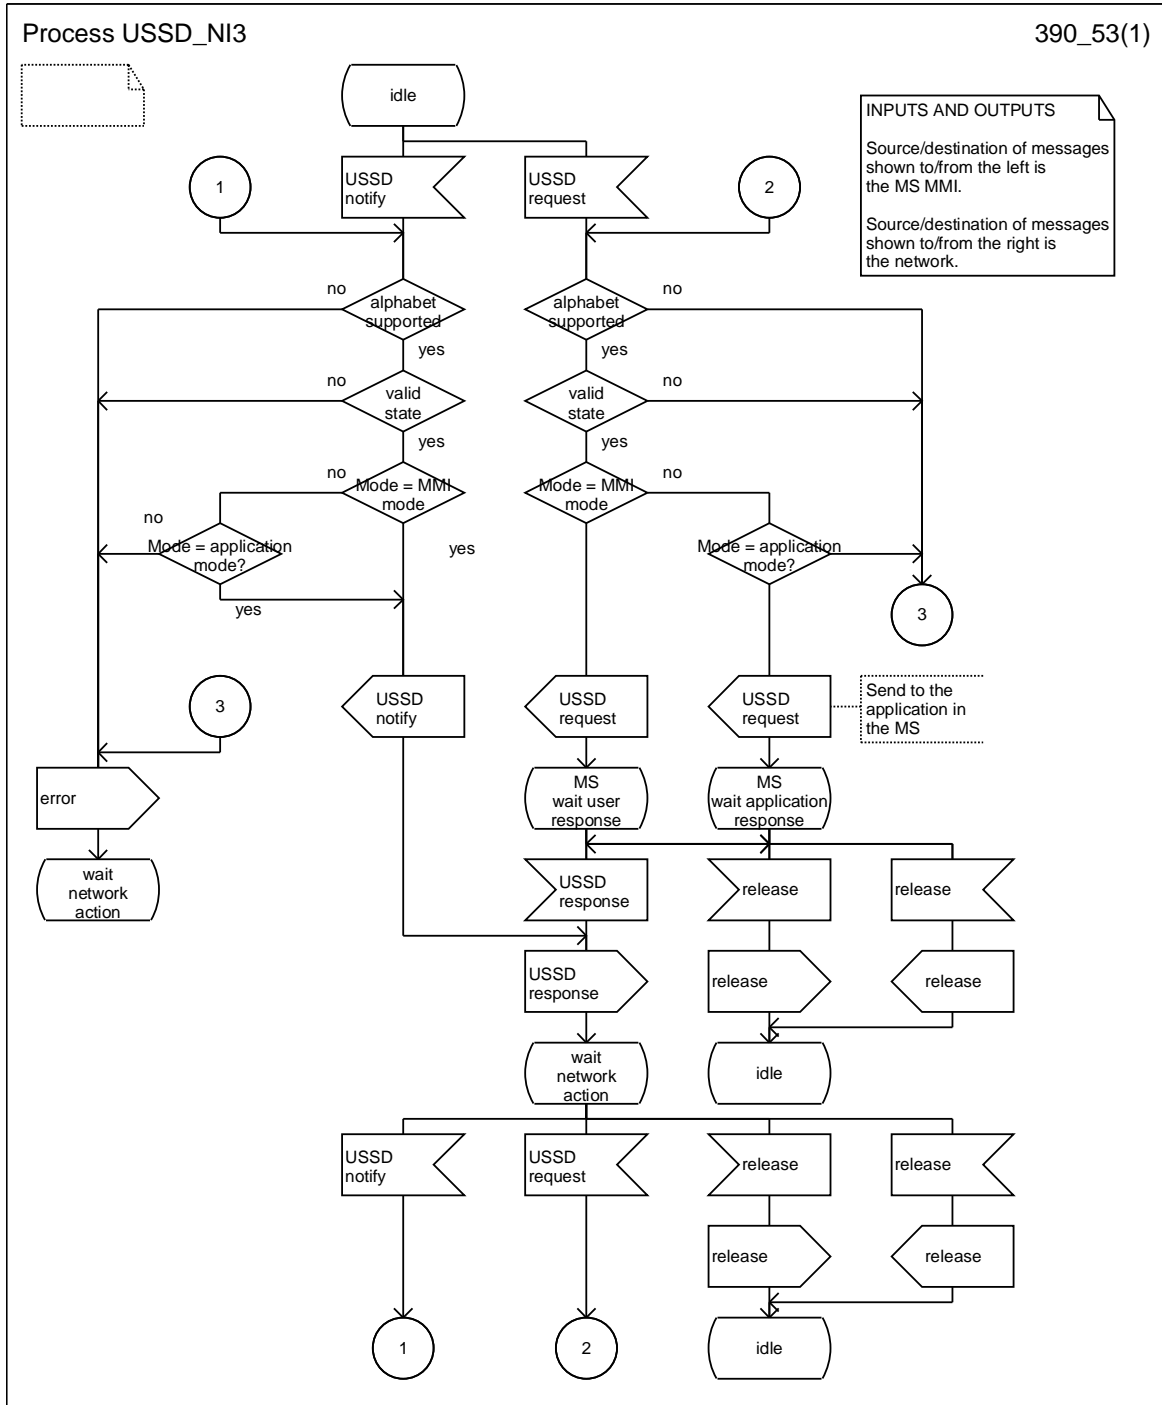 Process USSD_NI3
390_53(1)
idle
INPUTS AND OUTPUTS
Source/destination of messages
shown to/from the left is
the MS MMI.
Source/destination of messages
shown to/from the right is
the network.
1
USSD
notify
USSD
request
2
no
alphabet
supported
yes
alphabet
supported
no
yes
no
valid
state
yes
valid
state
no
yes
no
Mode = MMI
mode
yes
Mode = MMI
mode
no
no
Mode = application
mode?
yes
Mode = application
mode?
3
3
USSD
notify
USSD
request
USSD
request
Send to the
application in
the MS
error
MS
wait user
response
MS
wait application
response
wait
network
action
USSD
response
release
release
USSD
response
release
release
wait
network
action
idle
USSD
notify
USSD
request
release
release
release
release
1
2
idle